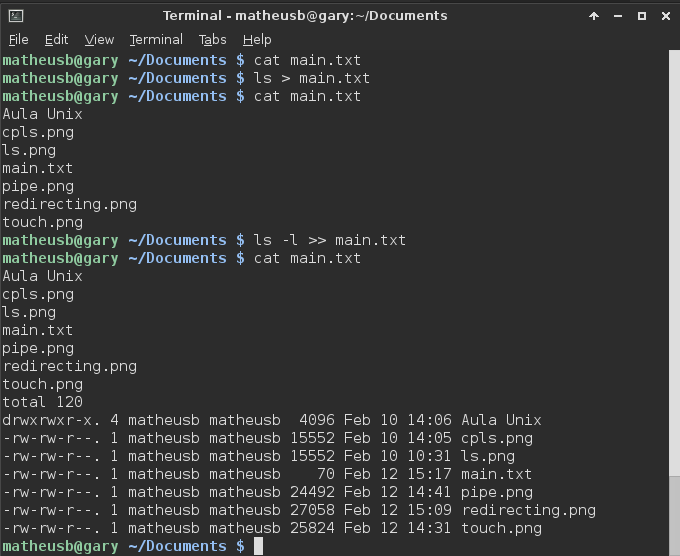 Terminal - matheusb@gary:~/Documents
File Edit View Terminal Tabs Help
matheusb@gary ~/Documents $ cat main.txt
matheusb@gary ~/Documents $ ls > main.txt
matheusb@gary ~/Documents $ cat main.txt
Aula Unix
cpls.png
ls.png
main.txt
pipe.png
redirecting.png
touch.png
matheusb@gary ~/Documents $ ls -l >> main.txt
matheusb@gary ~/Documents $ cat main.txt
Aula Unix
cpls.png
ls.png
main.txt
pipe.png
redirecting.png
touch.png
total 120
drwxrwxr-x. 4 matheusb matheusb  4096 Feb 10 14:06 Aula Unix
-rw-rw-r--. 1 matheusb matheusb 15552 Feb 10 14:05 cpls.png
-rw-rw-r--. 1 matheusb matheusb 15552 Feb 10 10:31 ls.png
-rw-rw-r--. 1 matheusb matheusb    70 Feb 12 15:17 main.txt
-rw-rw-r--. 1 matheusb matheusb 24492 Feb 12 14:41 pipe.png
-rw-rw-r--. 1 matheusb matheusb 27058 Feb 12 15:09 redirecting.png
-rw-rw-r--. 1 matheusb matheusb 25824 Feb 12 14:31 touch.png
matheusb@gary ~/Documents $